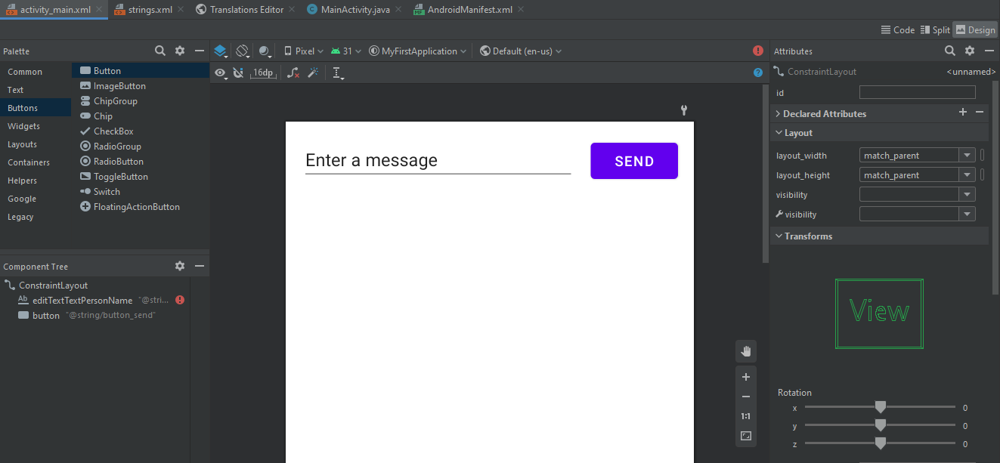 activity_main.xml strings.xml Translations Editor MainActivity.java AndroidManifest.xml
Code Split Design
Palette
Common
Text
Buttons
Widgets
Layouts
Containers
Helpers
Google
Legacy
Button
ImageButton
ChipGroup
Chip
CheckBox
RadioGroup
RadioButton
ToggleButton
Switch
FloatingActionButton
Component Tree
ConstraintLayout
Ab editTextTextPersonName "@stri...
button "@string/button_send"
Pixel 31 MyFirstApplication Default (en-us)
16dp
Enter a message
SEND
1:1
Attributes
ConstraintLayout <unnamed>
id
Declared Attributes
Layout
layout_width match_parent
layout_height match_parent
visibility
visibility
Transforms
View
Rotation
x 0
y 0
z 0